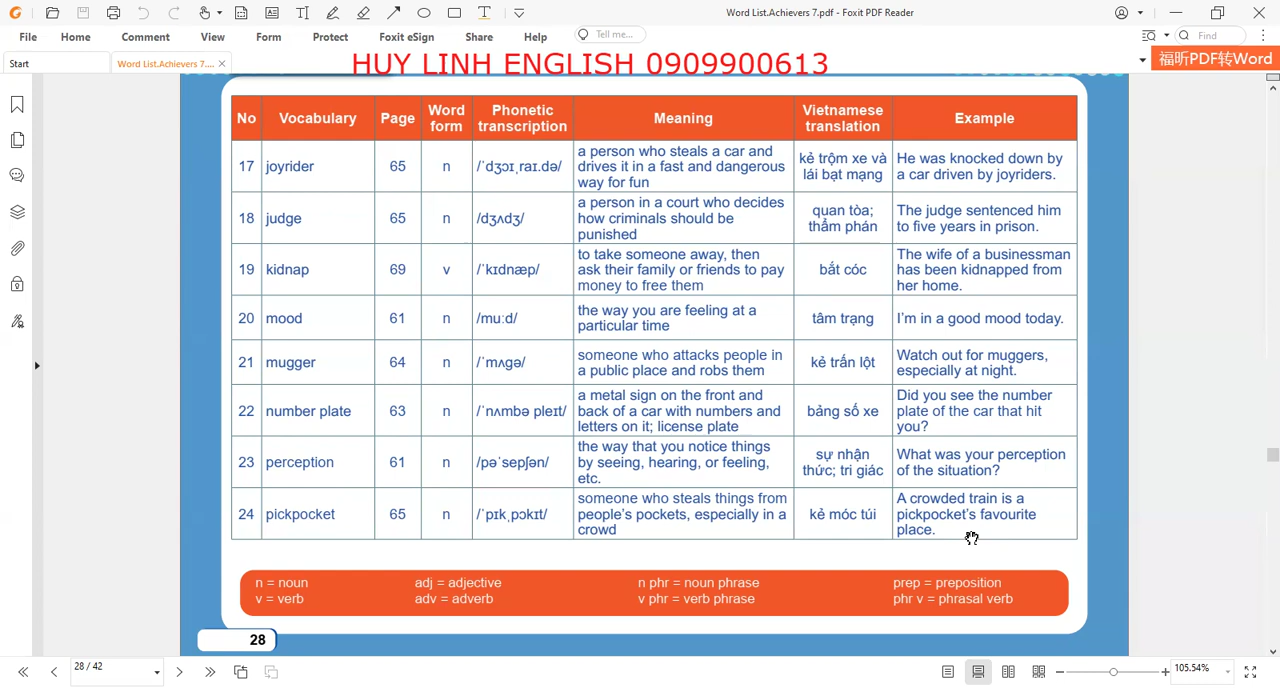 Word List.Achievers 7.pdf - Foxit PDF Reader
File Home Comment View Form Protect Foxit eSign Share Help Tell me... Find
Start Word List.Achievers 7....
HUY LINH ENGLISH 0909900613
福昕PDF转Word
No Vocabulary Page Word form Phonetic transcription Meaning Vietnamese translation Example
17 joyrider 65 n /ˈdʒɔɪˌraɪ.də/ a person who steals a car and drives it in a fast and dangerous way for fun kẻ trộm xe và lái bạt mạng He was knocked down by a car driven by joyriders.
18 judge 65 n /dʒʌdʒ/ a person in a court who decides how criminals should be punished quan tòa; thẩm phán The judge sentenced him to five years in prison.
19 kidnap 69 v /ˈkɪdnæp/ to take someone away, then ask their family or friends to pay money to free them bắt cóc The wife of a businessman has been kidnapped from her home.
20 mood 61 n /muːd/ the way you are feeling at a particular time tâm trạng I'm in a good mood today.
21 mugger 64 n /ˈmʌgə/ someone who attacks people in a public place and robs them kẻ trấn lột Watch out for muggers, especially at night.
22 number plate 63 n /ˈnʌmbə pleɪt/ a metal sign on the front and back of a car with numbers and letters on it; license plate bảng số xe Did you see the number plate of the car that hit you?
23 perception 61 n /pəˈsepʃən/ the way that you notice things by seeing, hearing, or feeling, etc. sự nhận thức; tri giác What was your perception of the situation?
24 pickpocket 65 n /ˈpɪkˌpɔkɪt/ someone who steals things from people's pockets, especially in a crowd kẻ móc túi A crowded train is a pickpocket's favourite place.
n = noun adj = adjective n phr = noun phrase prep = preposition
v = verb adv = adverb v phr = verb phrase phr v = phrasal verb
28
28 / 42 105.54%